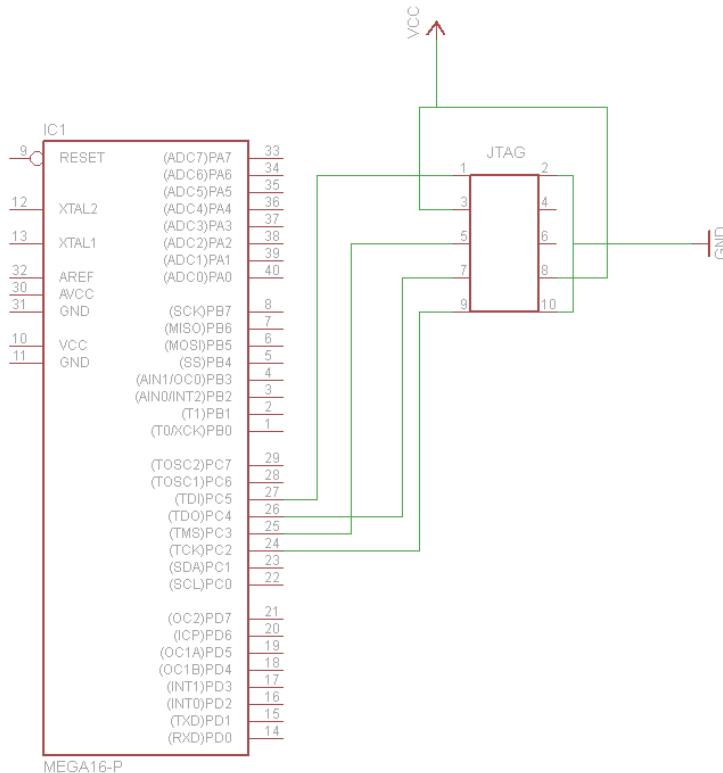 VCC
IC1
JTAG
1 2
3 4
5 6
7 8
9 10
GND
9 RESET (ADC7)PA7 33
(ADC6)PA6 34
(ADC5)PA5 35
12 XTAL2 (ADC4)PA4 36
(ADC3)PA3 37
13 XTAL1 (ADC2)PA2 38
(ADC1)PA1 39
32 AREF (ADC0)PA0 40
30 AVCC
31 GND (SCK)PB7 8
(MISO)PB6 7
10 VCC (MOSI)PB5 6
11 GND (SS)PB4 5
(AIN1/OC0)PB3 4
(AIN0/INT2)PB2 3
(T1)PB1 2
(T0/XCK)PB0 1
(TOSC2)PC7 29
(TOSC1)PC6 28
(TDI)PC5 27
(TDO)PC4 26
(TMS)PC3 25
(TCK)PC2 24
(SDA)PC1 23
(SCL)PC0 22
(OC2)PD7 21
(ICP)PD6 20
(OC1A)PD5 19
(OC1B)PD4 18
(INT1)PD3 17
(INT0)PD2 16
(TXD)PD1 15
(RXD)PD0 14
MEGA16-P